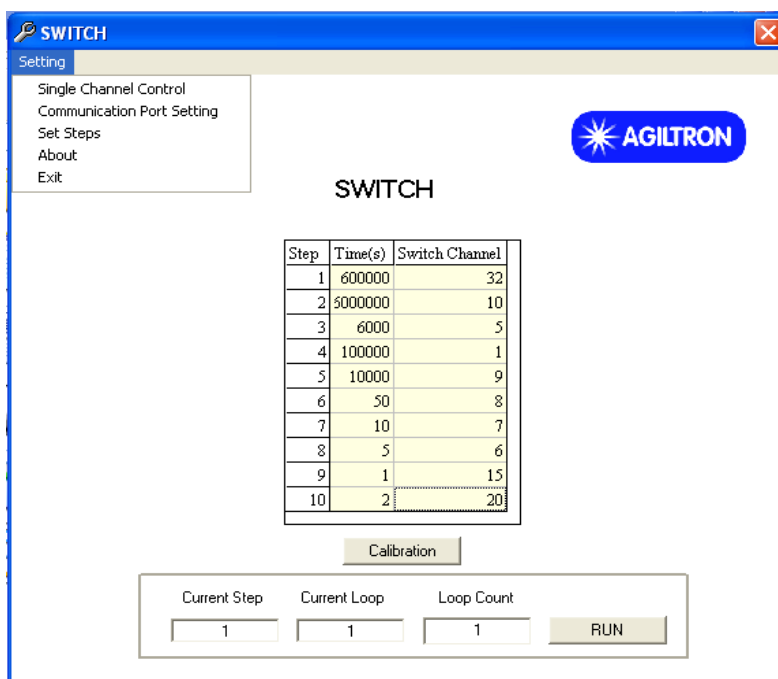 SWITCH
Setting
Single Channel Control
Communication Port Setting
Set Steps
About
Exit
AGILTRON
SWITCH
Step Time(s) Switch Channel
1 600000 32
2 6000000 10
3 6000 5
4 100000 1
5 10000 9
6 50 8
7 10 7
8 5 6
9 1 15
10 2 20
Calibration
Current Step Current Loop Loop Count
1 1 1 RUN